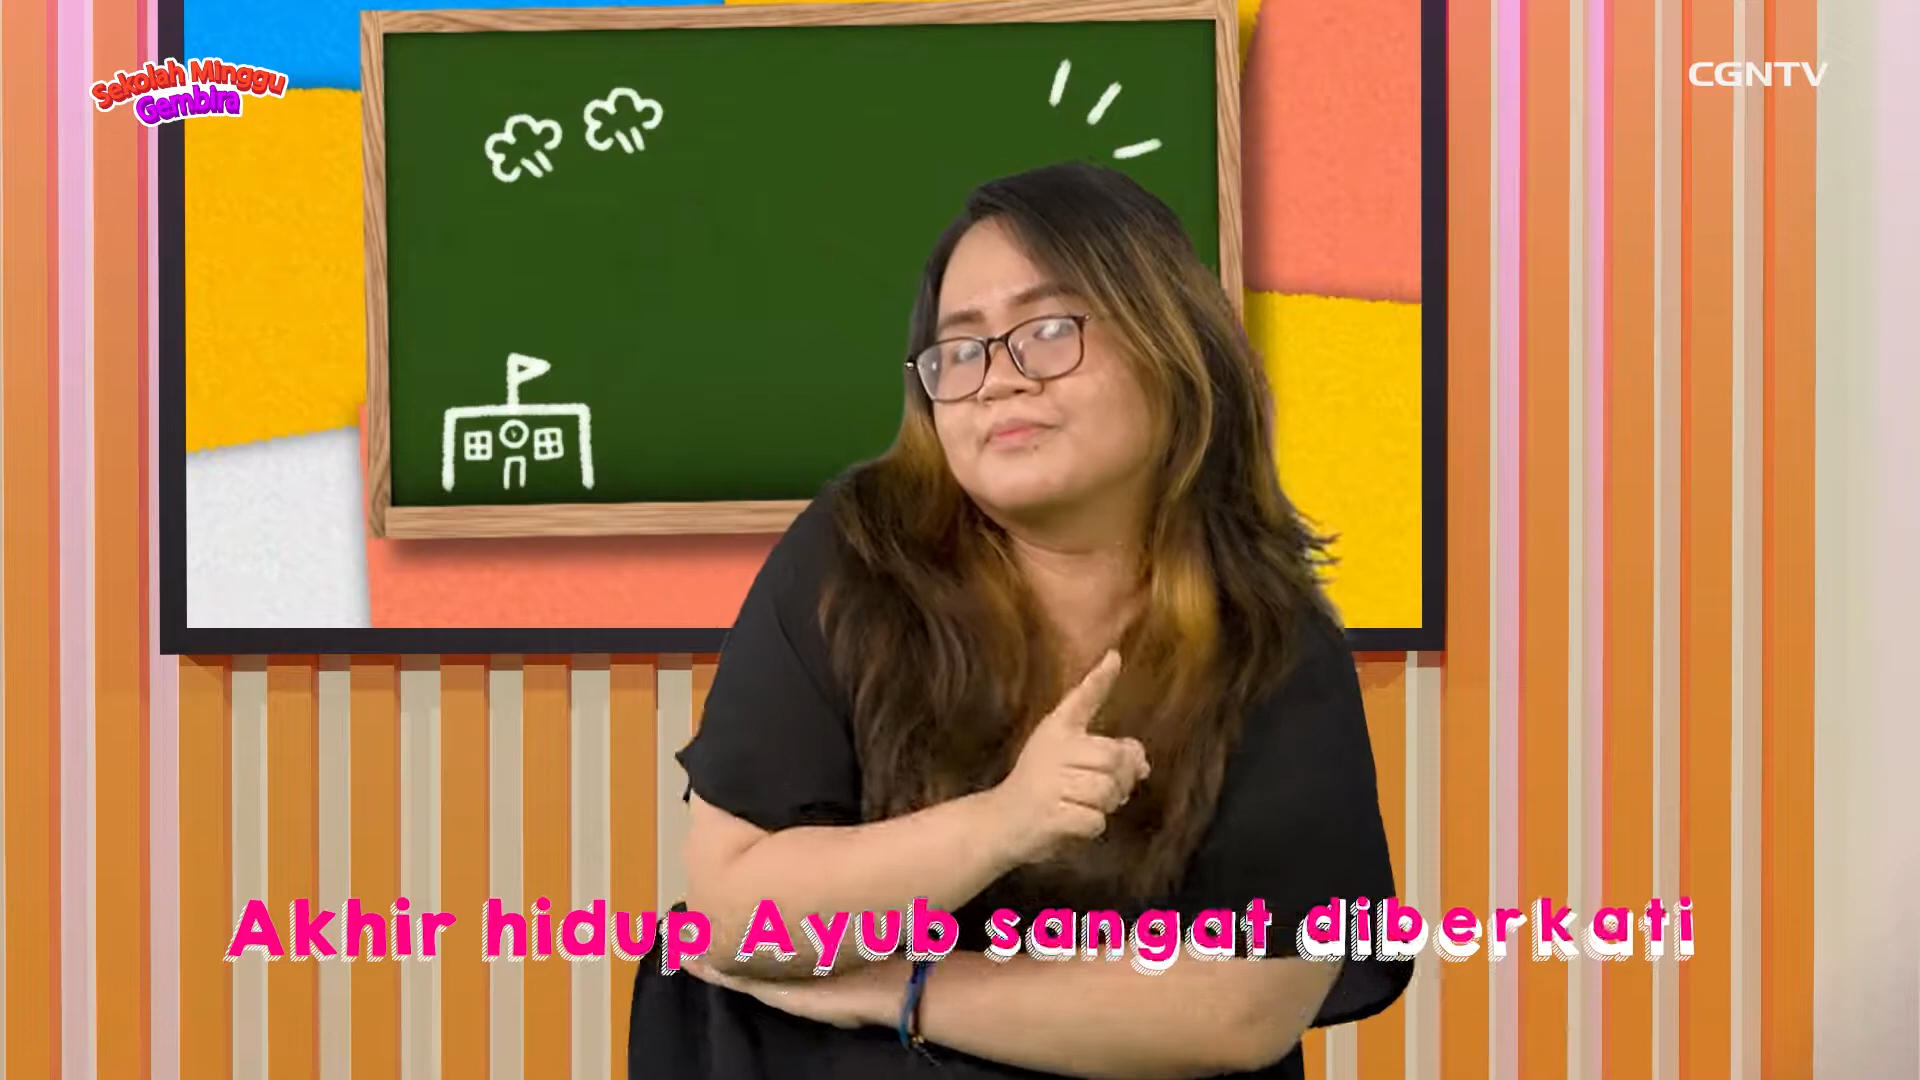 Sekolah Minggu
Gembira
CGNTV
Akhir hidup Ayub sangat diberkati